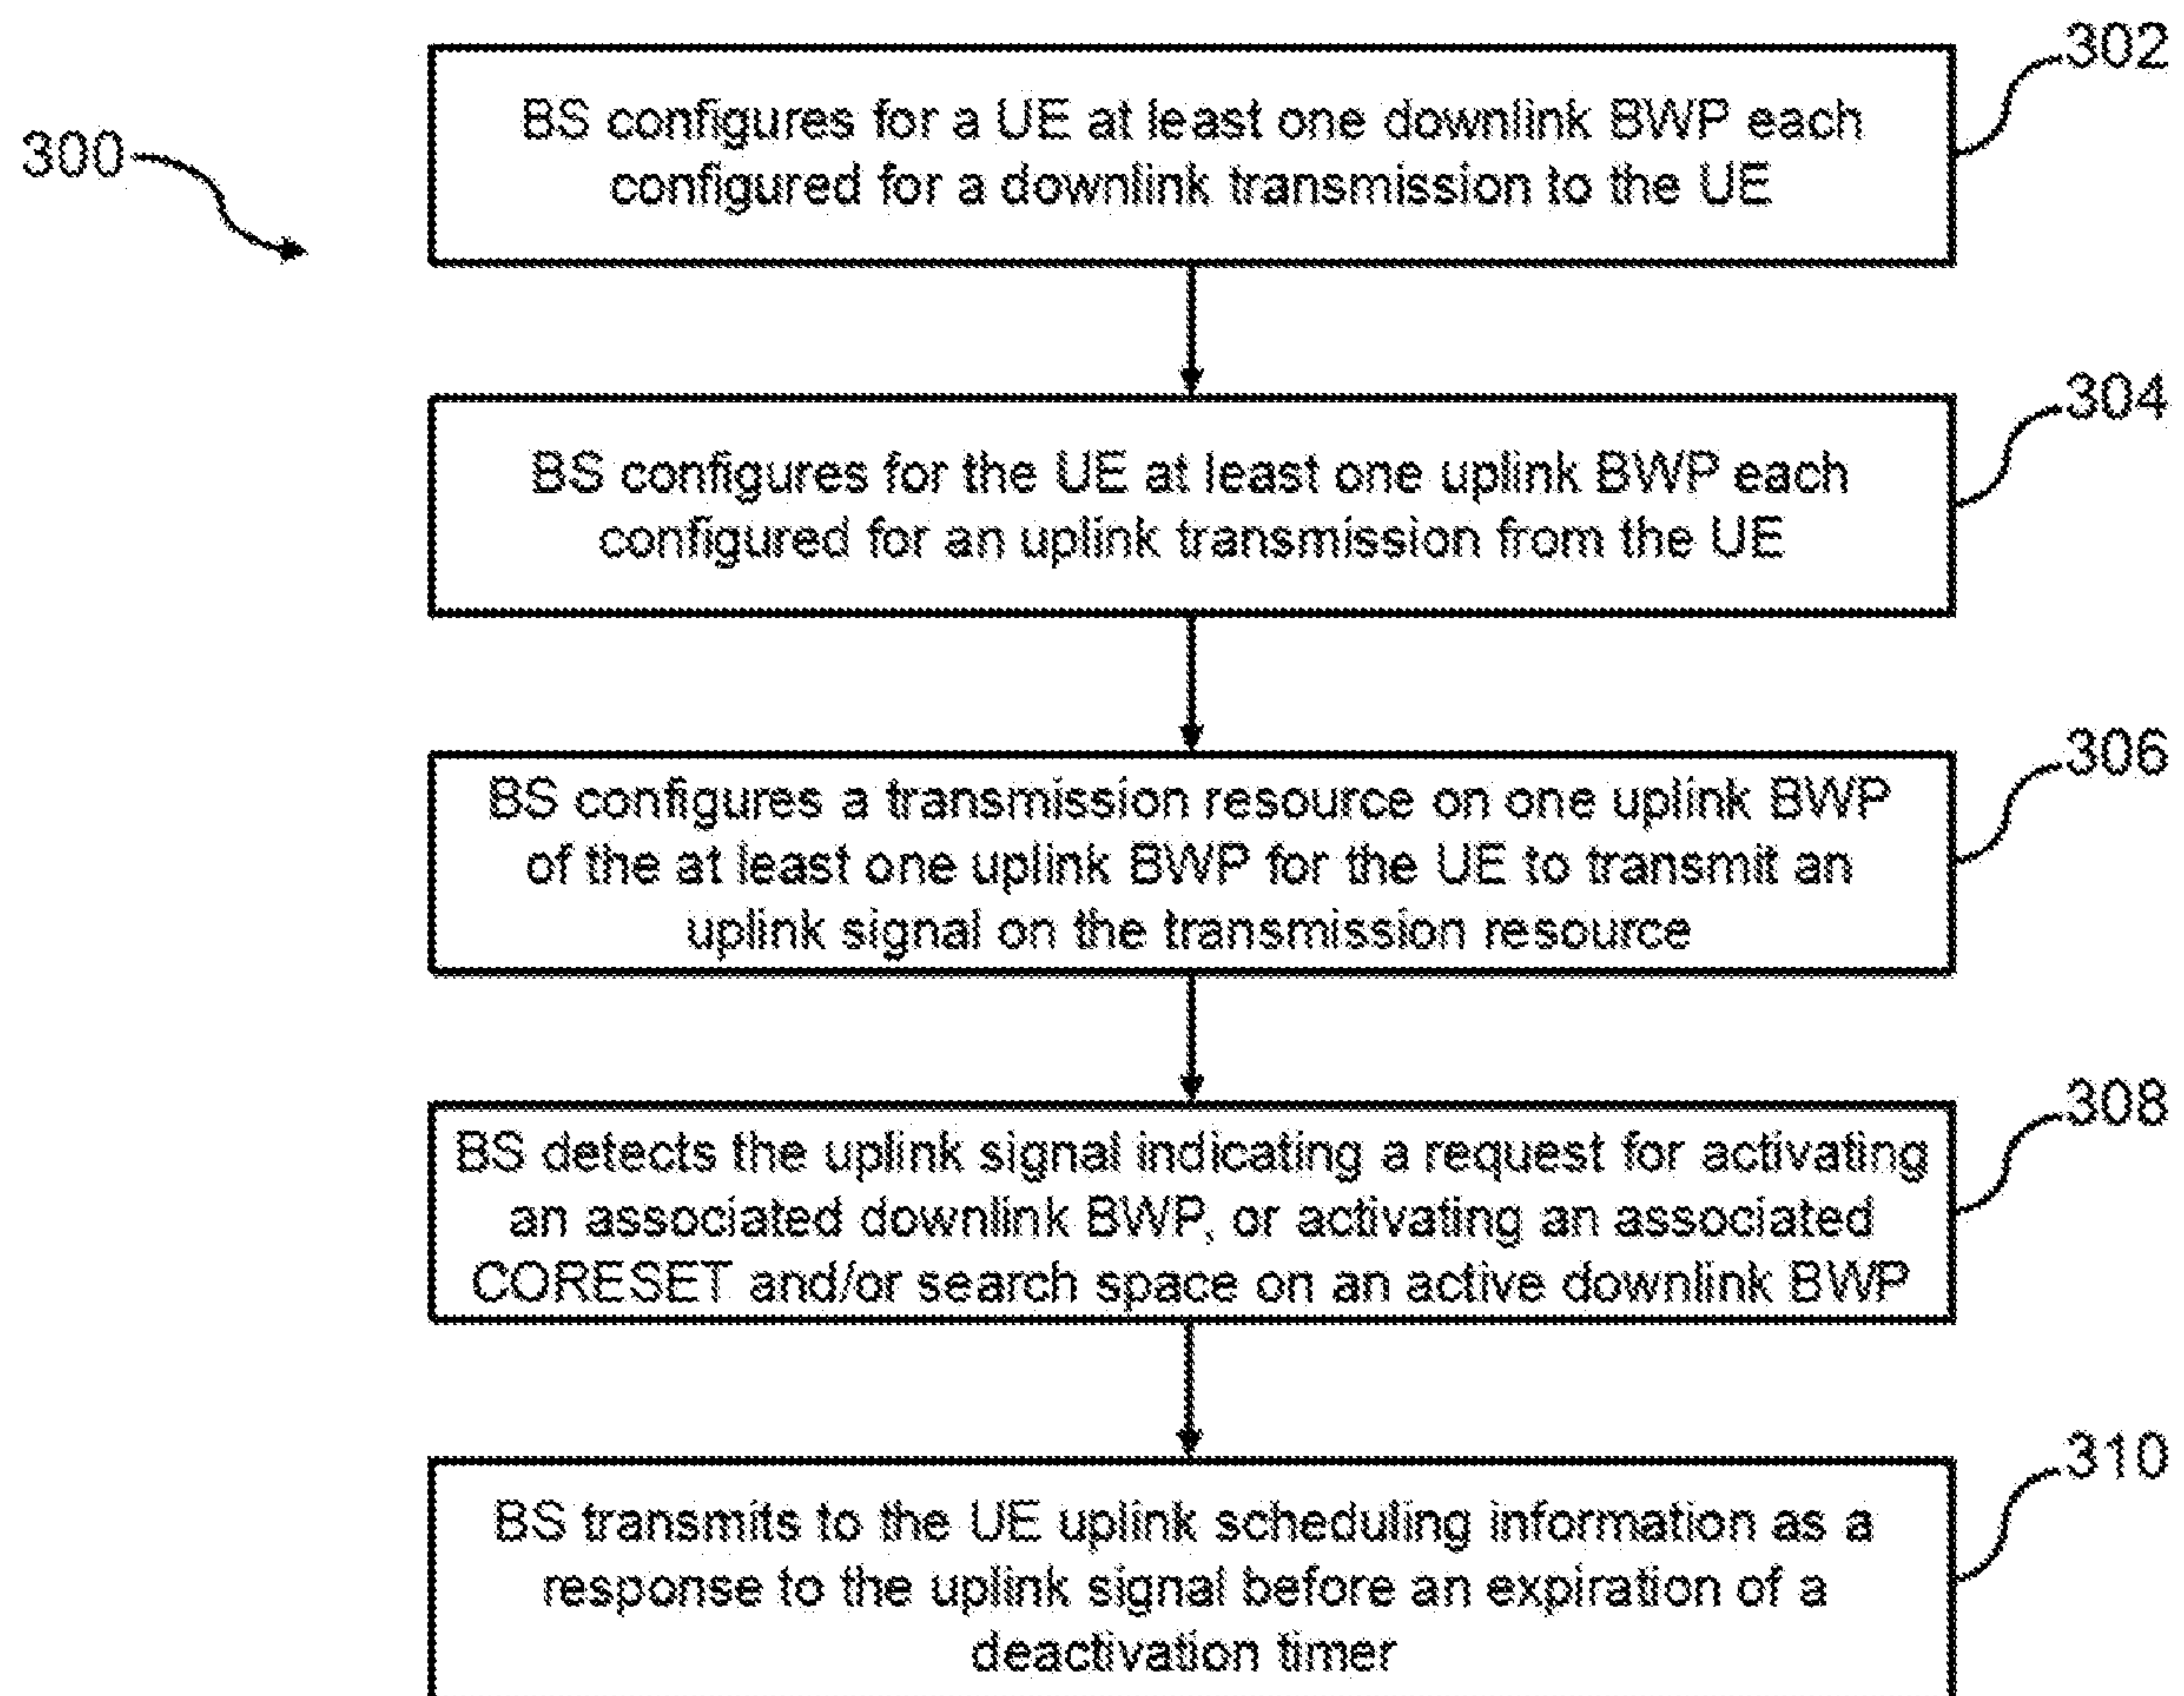 302
300
BS configures for a UE at least one downlink BWP each
configured for a downlink transmission to the UE
304
BS configures for the UE at least one uplink BWP each
configured for an uplink transmission from the UE
306
BS configures a transmission resource on one uplink BWP
of the at least one uplink BWP for the UE to transmit an
uplink signal on the transmission resource
308
BS detects the uplink signal indicating a request for activating
an associated downlink BWP, or activating an associated
CORESET and/or search space on an active downlink BWP
310
BS transmits to the UE uplink scheduling information as a
response to the uplink signal before an expiration of a
deactivation timer